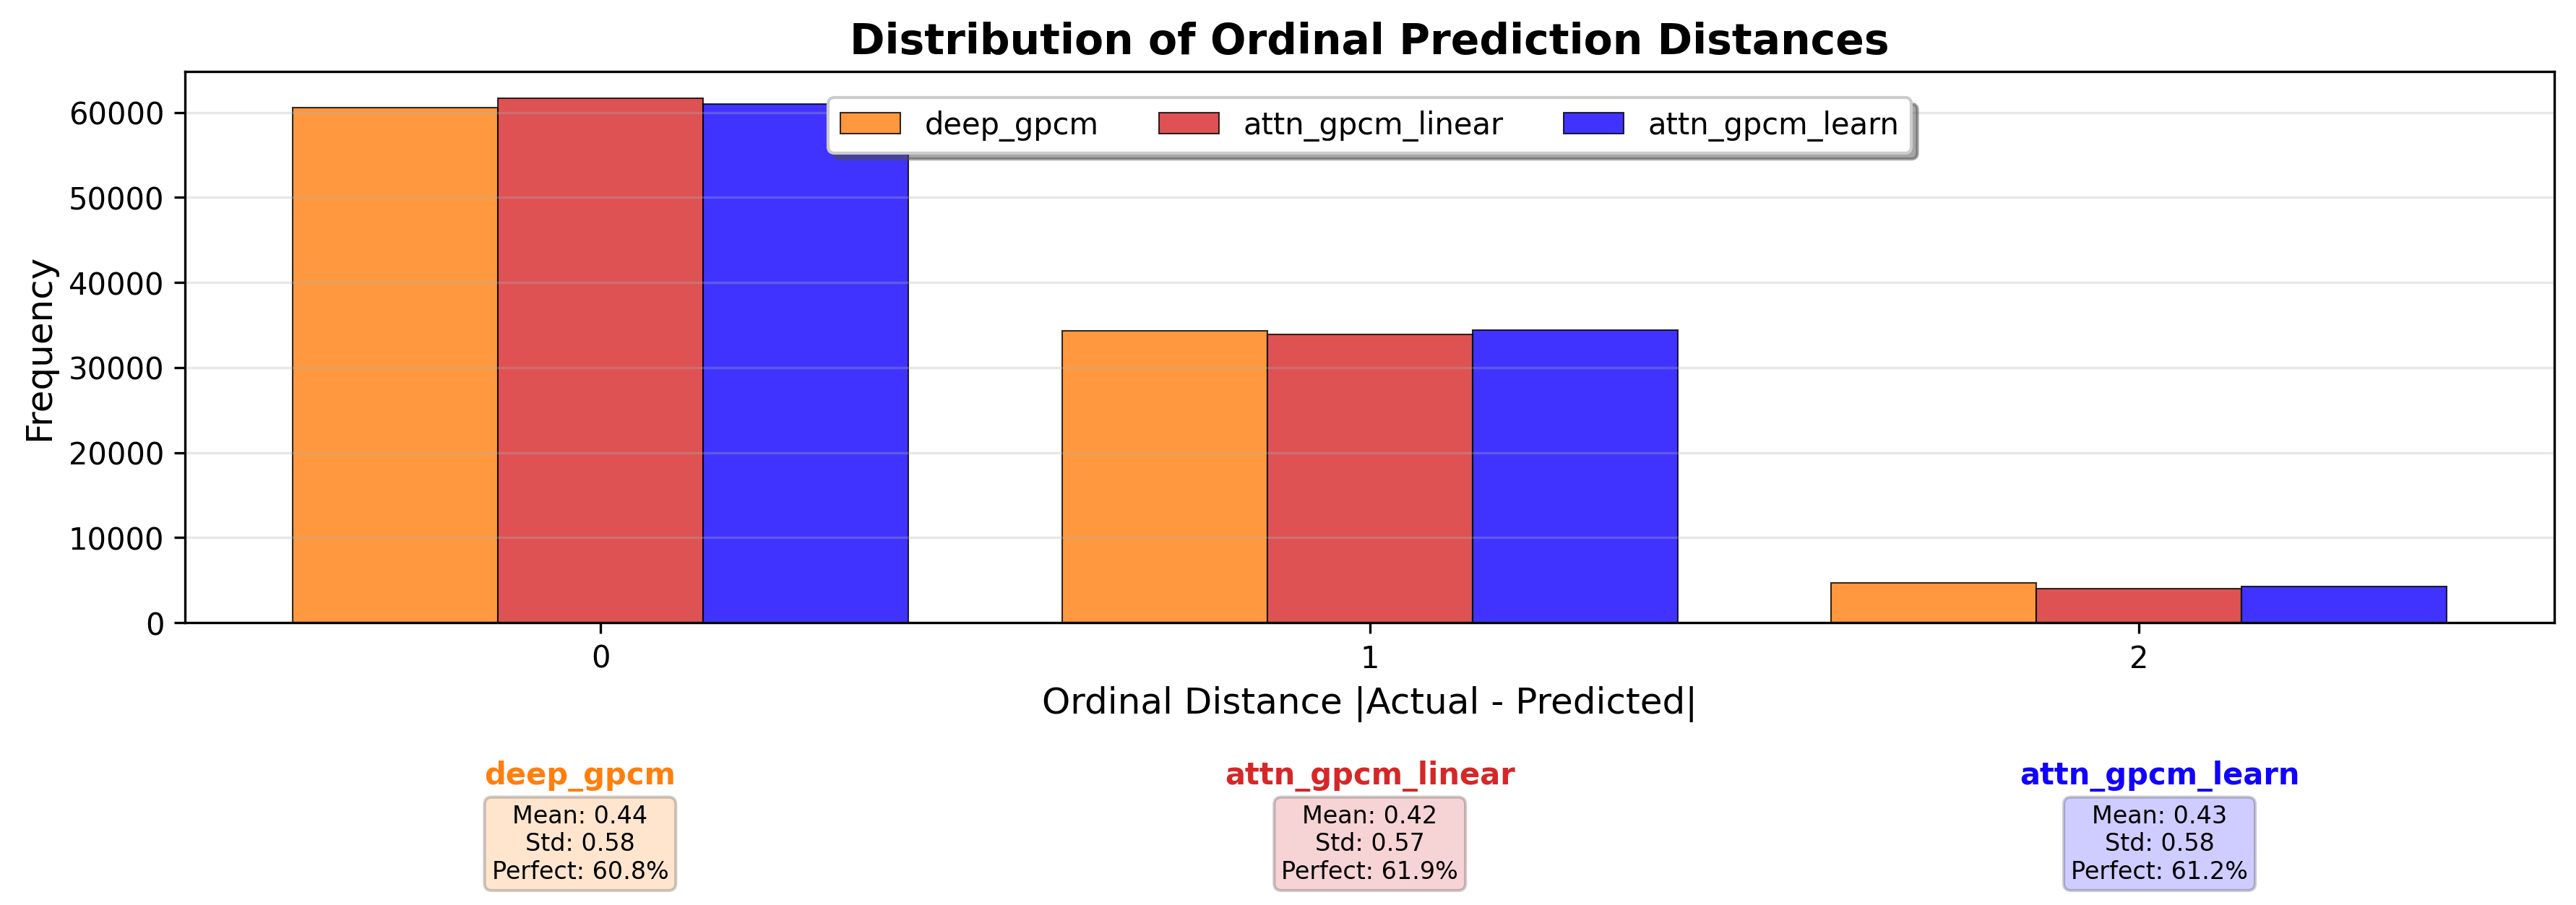 Distribution of Ordinal Prediction Distances
deep_gpcm attn_gpcm_linear attn_gpcm_learn
Frequency
60000
50000
40000
30000
20000
10000
0
0 1 2
Ordinal Distance |Actual - Predicted|
deep_gpcm
Mean: 0.44
Std: 0.58
Perfect: 60.8%
attn_gpcm_linear
Mean: 0.42
Std: 0.57
Perfect: 61.9%
attn_gpcm_learn
Mean: 0.43
Std: 0.58
Perfect: 61.2%